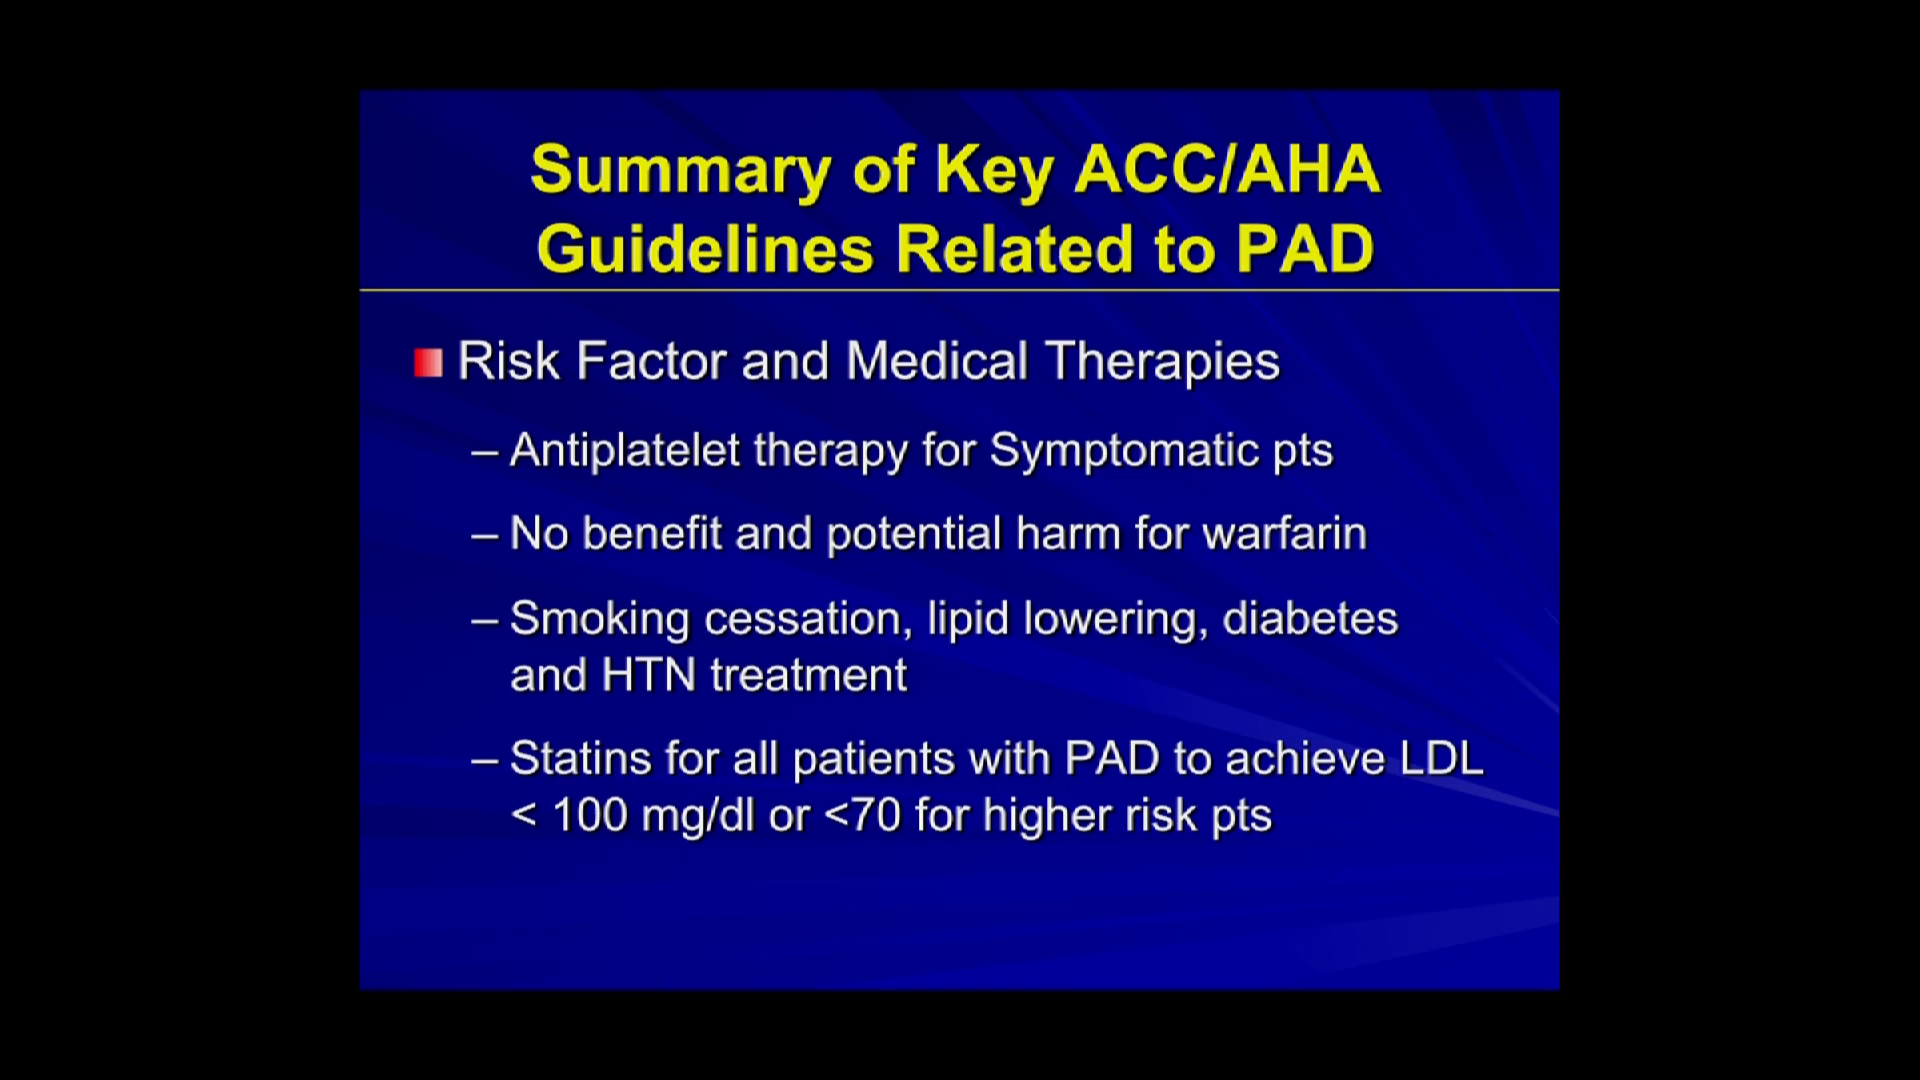 Summary of Key ACC/AHA
Guidelines Related to PAD
Risk Factor and Medical Therapies
– Antiplatelet therapy for Symptomatic pts
– No benefit and potential harm for warfarin
– Smoking cessation, lipid lowering, diabetes
and HTN treatment
– Statins for all patients with PAD to achieve LDL
< 100 mg/dl or <70 for higher risk pts